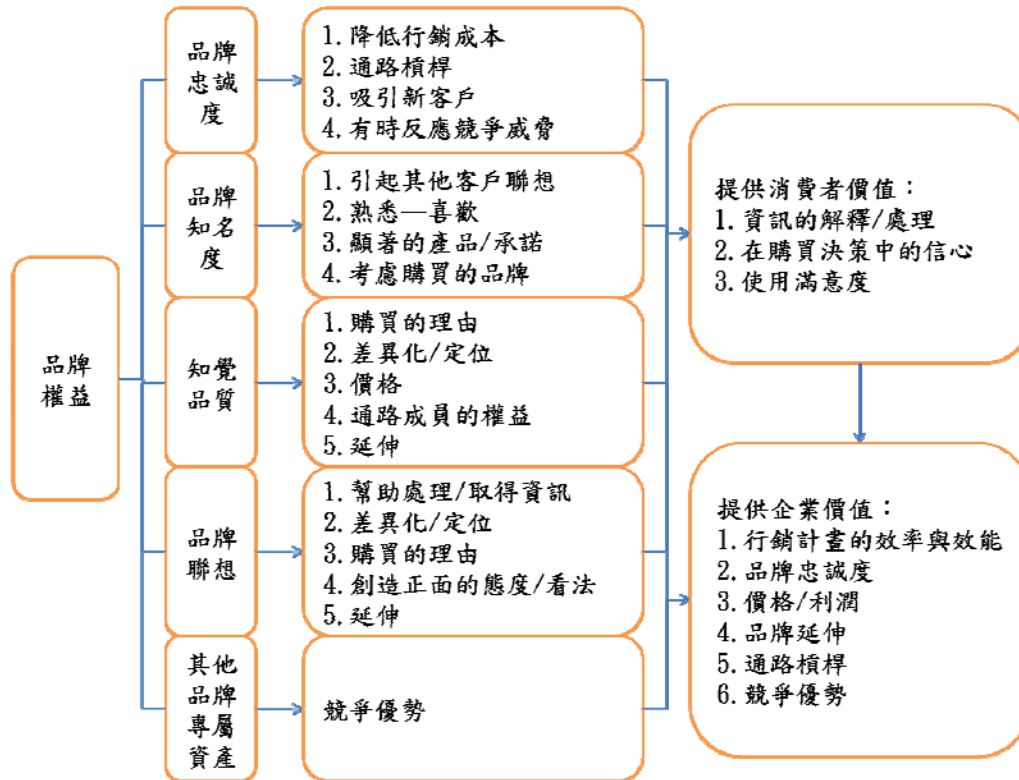 品牌
權益
品牌
忠誠
度
1.降低行銷成本
2.通路槓桿
3.吸引新客戶
4.有時反應競爭威脅
品牌
知名
度
1.引起其他客戶聯想
2.熟悉—喜歡
3.顯著的產品/承諾
4.考慮購買的品牌
知覺
品質
1.購買的理由
2.差異化/定位
3.價格
4.通路成員的權益
5.延伸
品牌
聯想
1.幫助處理/取得資訊
2.差異化/定位
3.購買的理由
4.創造正面的態度/看法
5.延伸
其他
品牌
專屬
資產
競爭優勢
提供消費者價值：
1.資訊的解釋/處理
2.在購買決策中的信心
3.使用滿意度
提供企業價值：
1.行銷計畫的效率與效能
2.品牌忠誠度
3.價格/利潤
4.品牌延伸
5.通路槓桿
6.競爭優勢